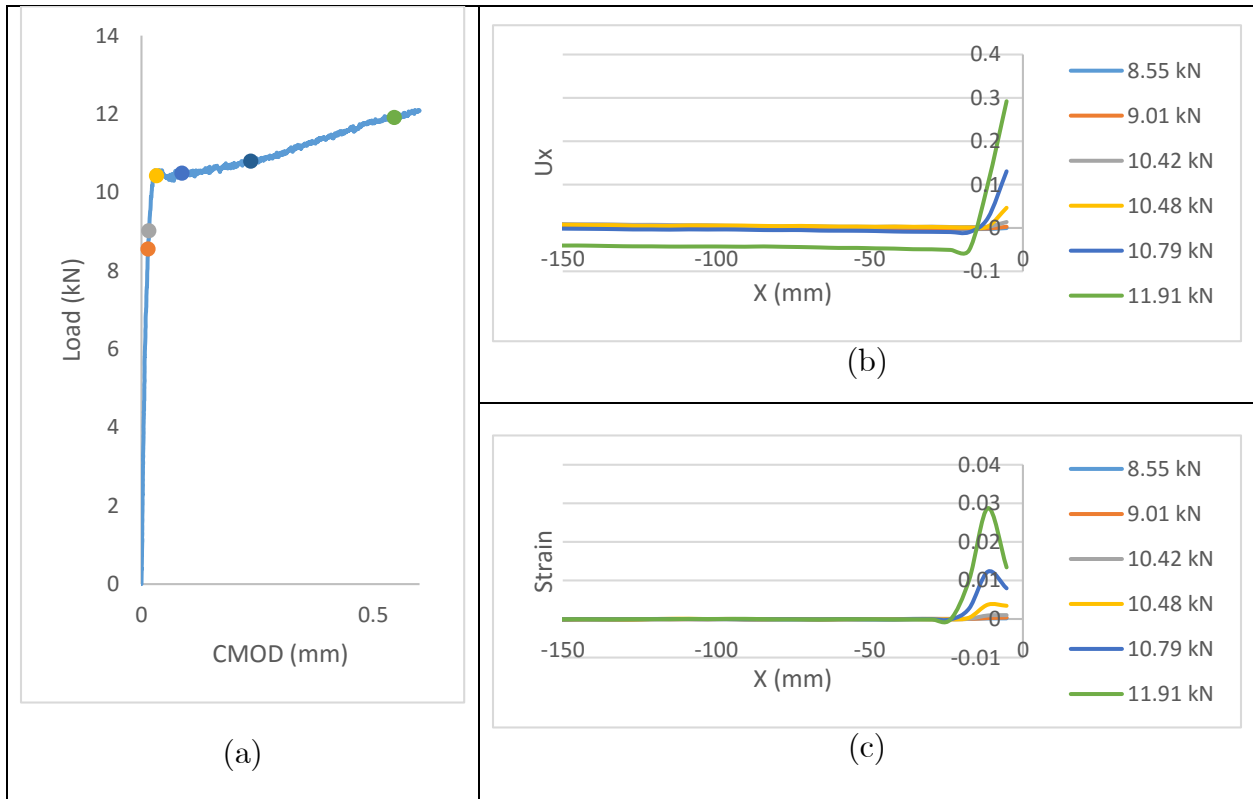 14
12
10
8
6
4
2
0
0 0.5
Load (kN)
CMOD (mm)
(a)
0.4
0.3
0.2
0.1
0
-0.1
-150 -100 -50 0
Ux
X (mm)
8.55 kN
9.01 kN
10.42 kN
10.48 kN
10.79 kN
11.91 kN
(b)
0.04
0.03
0.02
0.01
0
-0.01
-150 -100 -50 0
Strain
X (mm)
8.55 kN
9.01 kN
10.42 kN
10.48 kN
10.79 kN
11.91 kN
(c)